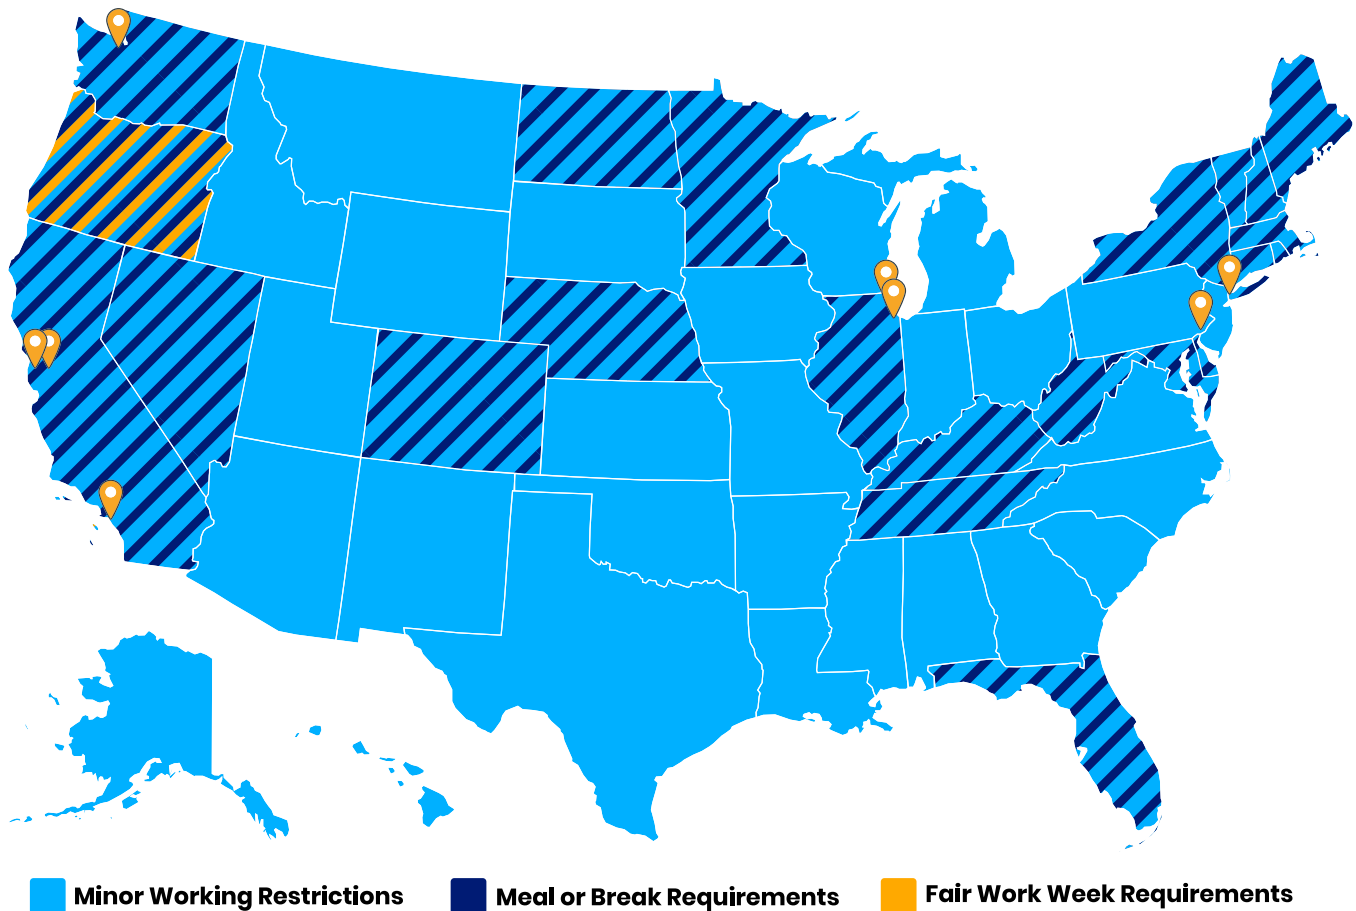 Minor Working Restrictions
Meal or Break Requirements
Fair Work Week Requirements